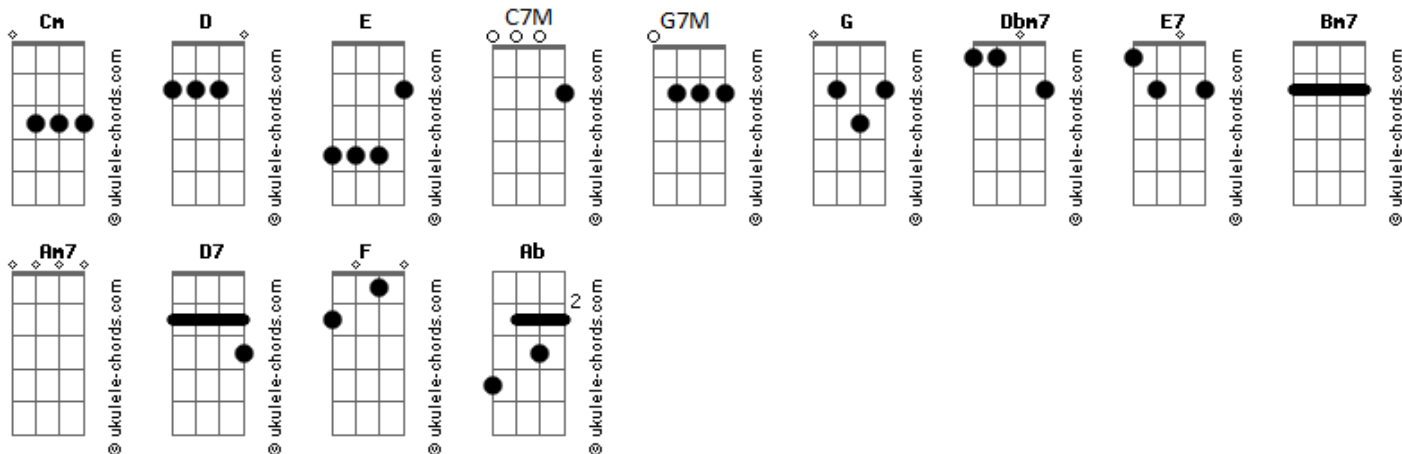 Cm D E C7M G7M G Dbm7 E7 Bm7
© ukulele-chords.com © ukulele-chords.com © ukulele-chords.com © ukulele-chords.com © ukulele-chords.com © ukulele-chords.com © ukulele-chords.com © ukulele-chords.com © ukulele-chords.com
Am7 D7 F Ab
2
© ukulele-chords.com © ukulele-chords.com © ukulele-chords.com © ukulele-chords.com